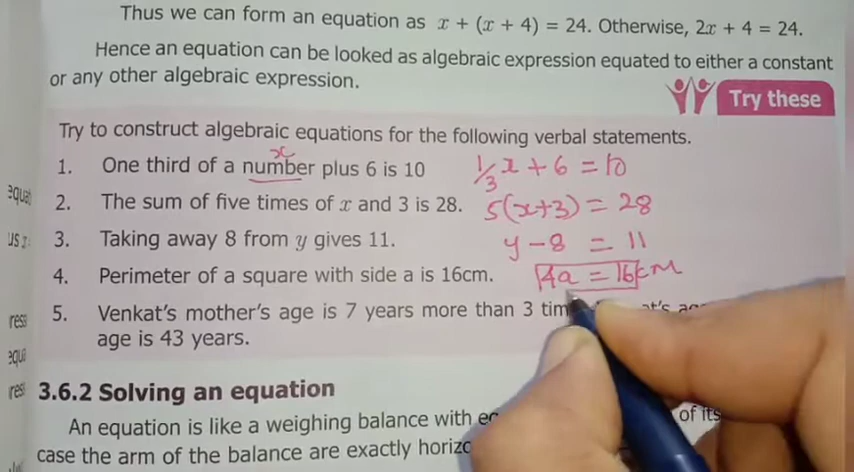 Thus we can form an equation as x + (x + 4) = 24. Otherwise, 2x + 4 = 24.
Hence an equation can be looked as algebraic expression equated to either a constant
or any other algebraic expression.
Try these
Try to construct algebraic equations for the following verbal statements.
x
1. One third of a number plus 6 is 10 1/3 x + 6 = 10
2. The sum of five times of x and 3 is 28. 5(x+3) = 28
3. Taking away 8 from y gives 11. y - 8 = 11
4. Perimeter of a square with side a is 16cm. 4a = 16cm
5. Venkat's mother's age is 7 years more than 3
age is 43 years.
3.6.2 Solving an equation
An equation is like a weighing balance with of its
case the arm of the balance are exactly